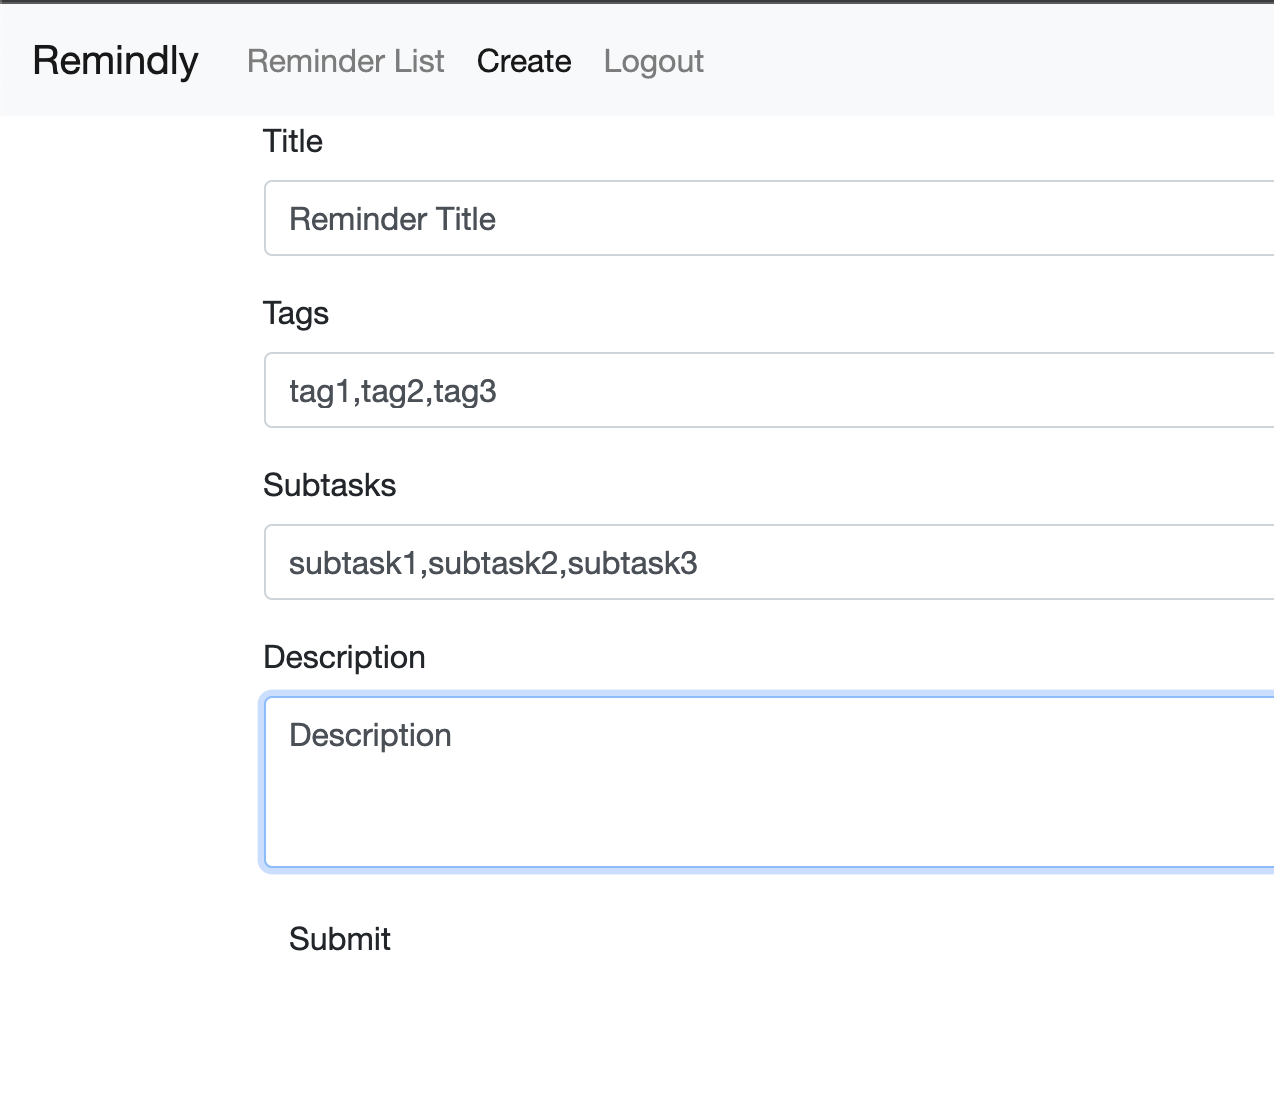 Remindly Reminder List Create Logout
Title
Reminder Title
Tags
tag1,tag2,tag3
Subtasks
subtask1,subtask2,subtask3
Description
Description
Submit